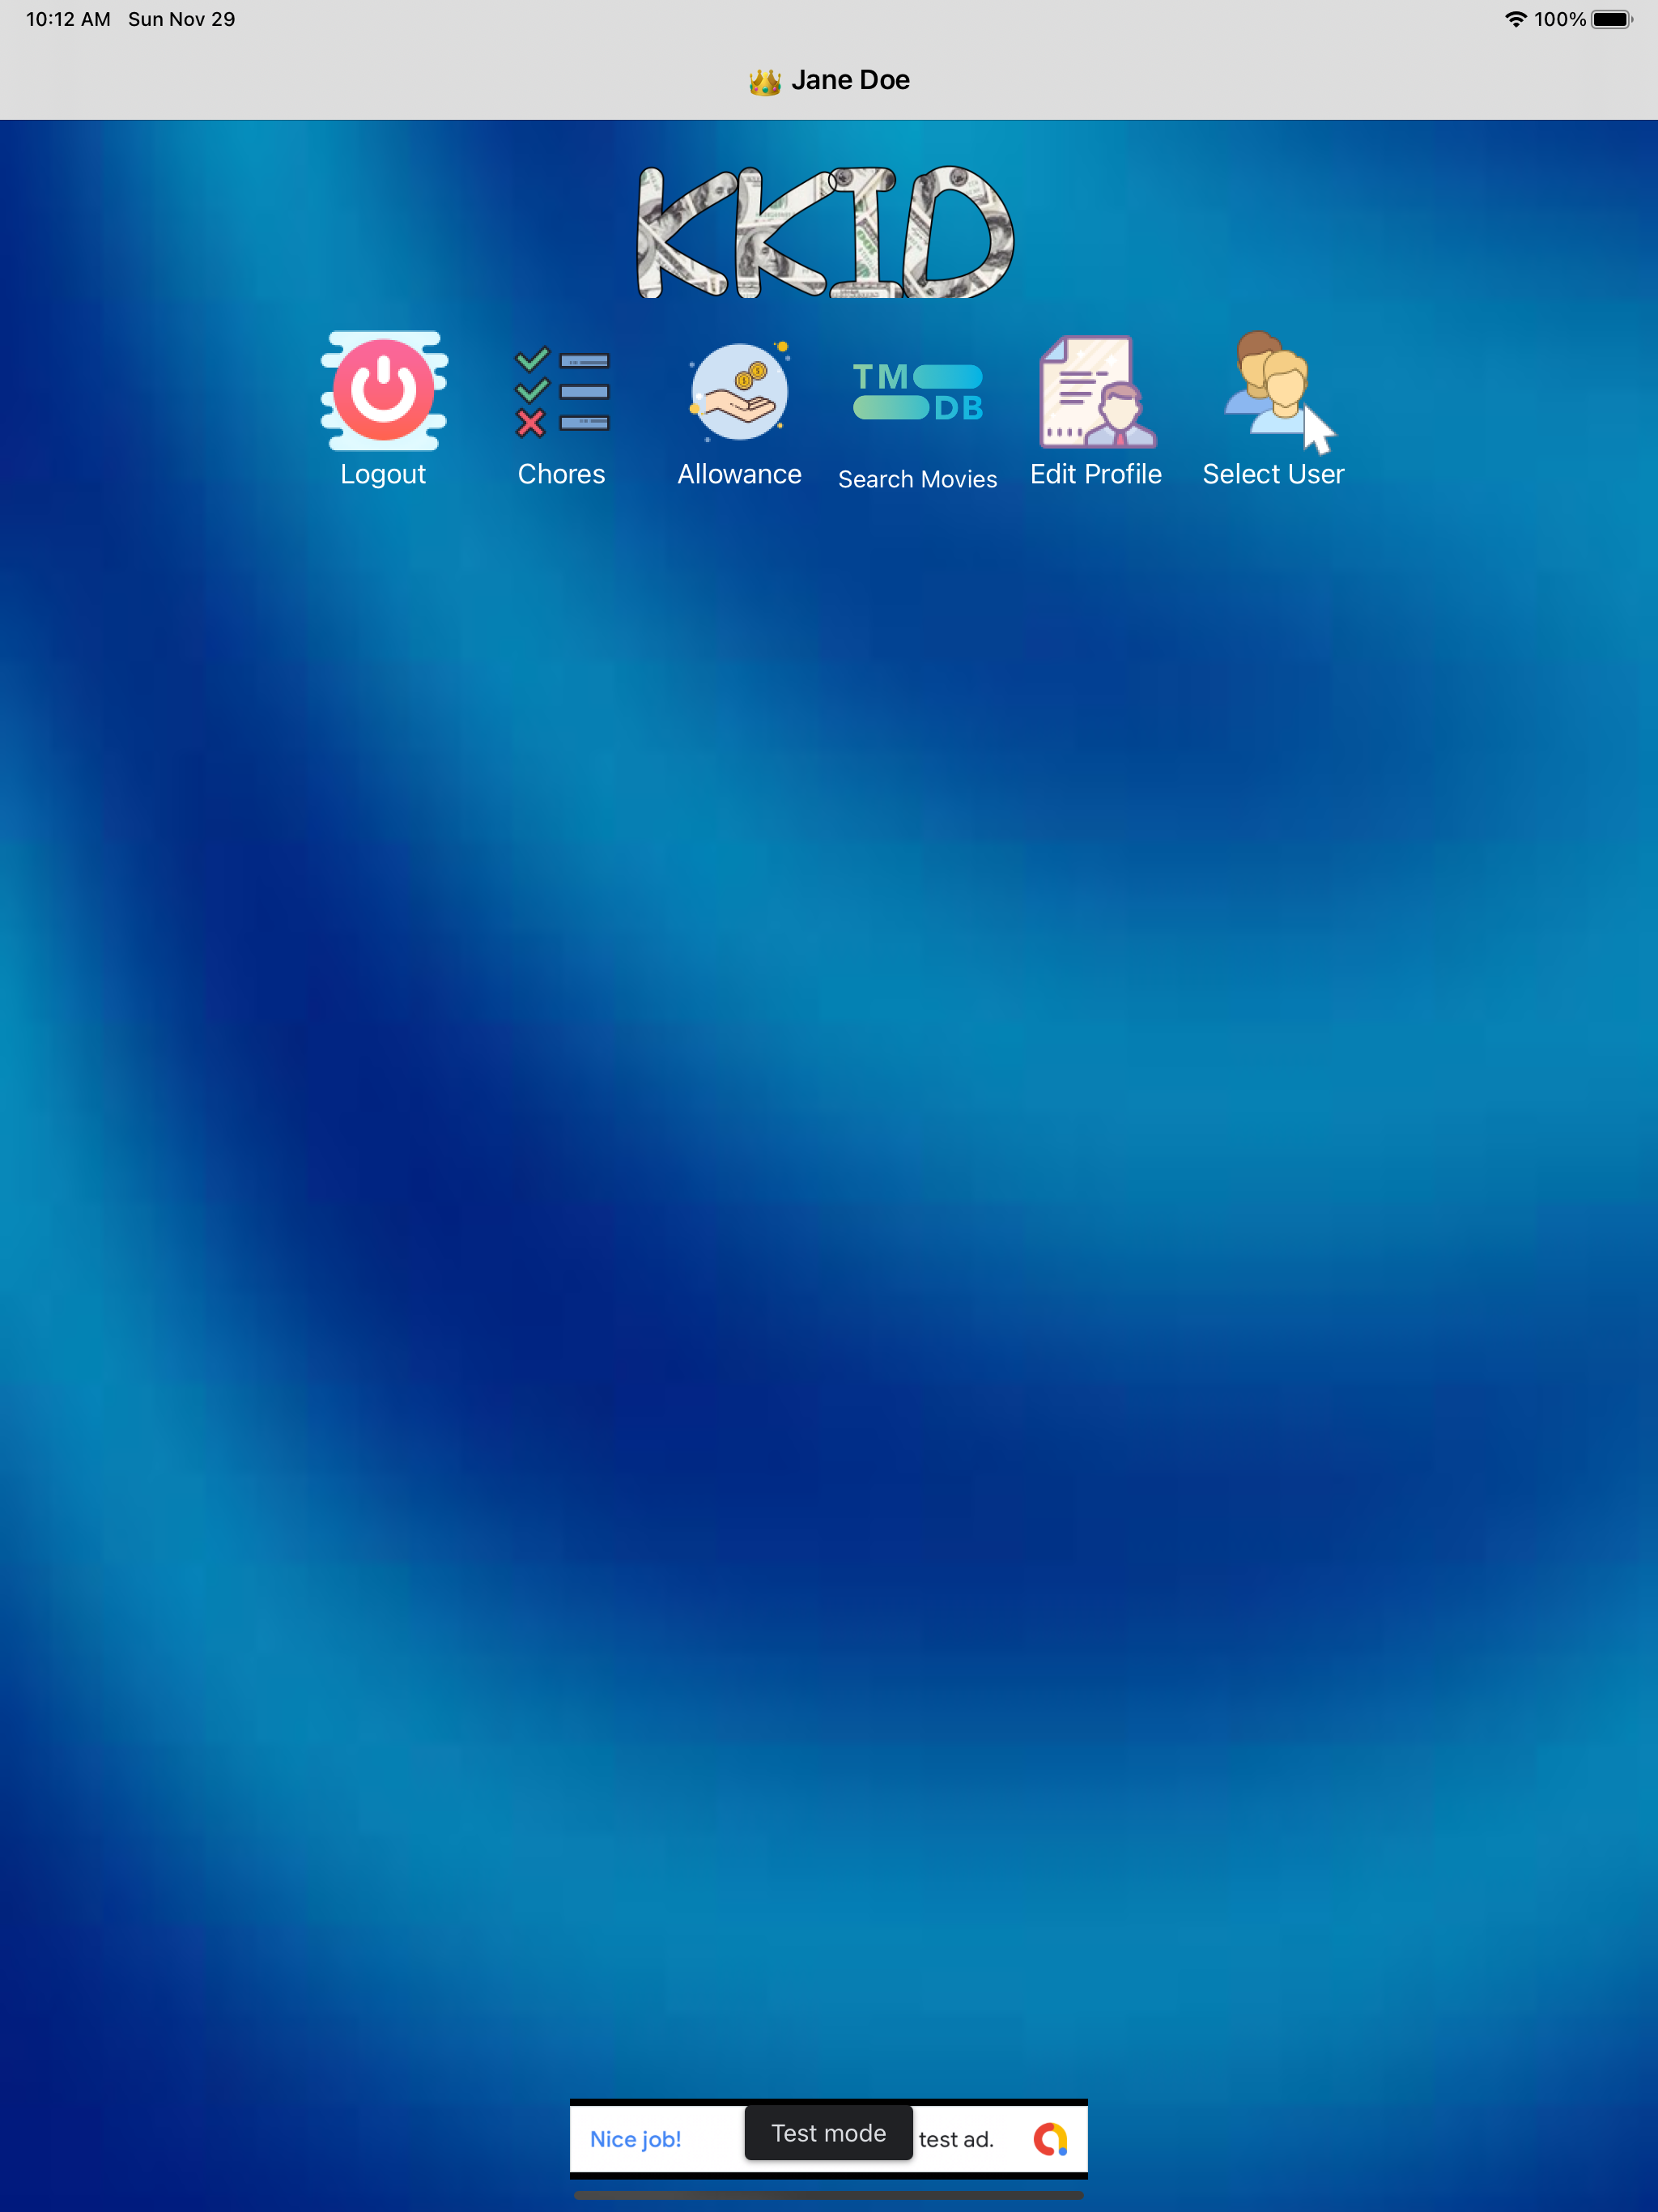 10:12 AM Sun Nov 29 100%
👑 Jane Doe
KKID
TM
DB
Logout Chores Allowance Search Movies Edit Profile Select User
Nice job! Test mode test ad.